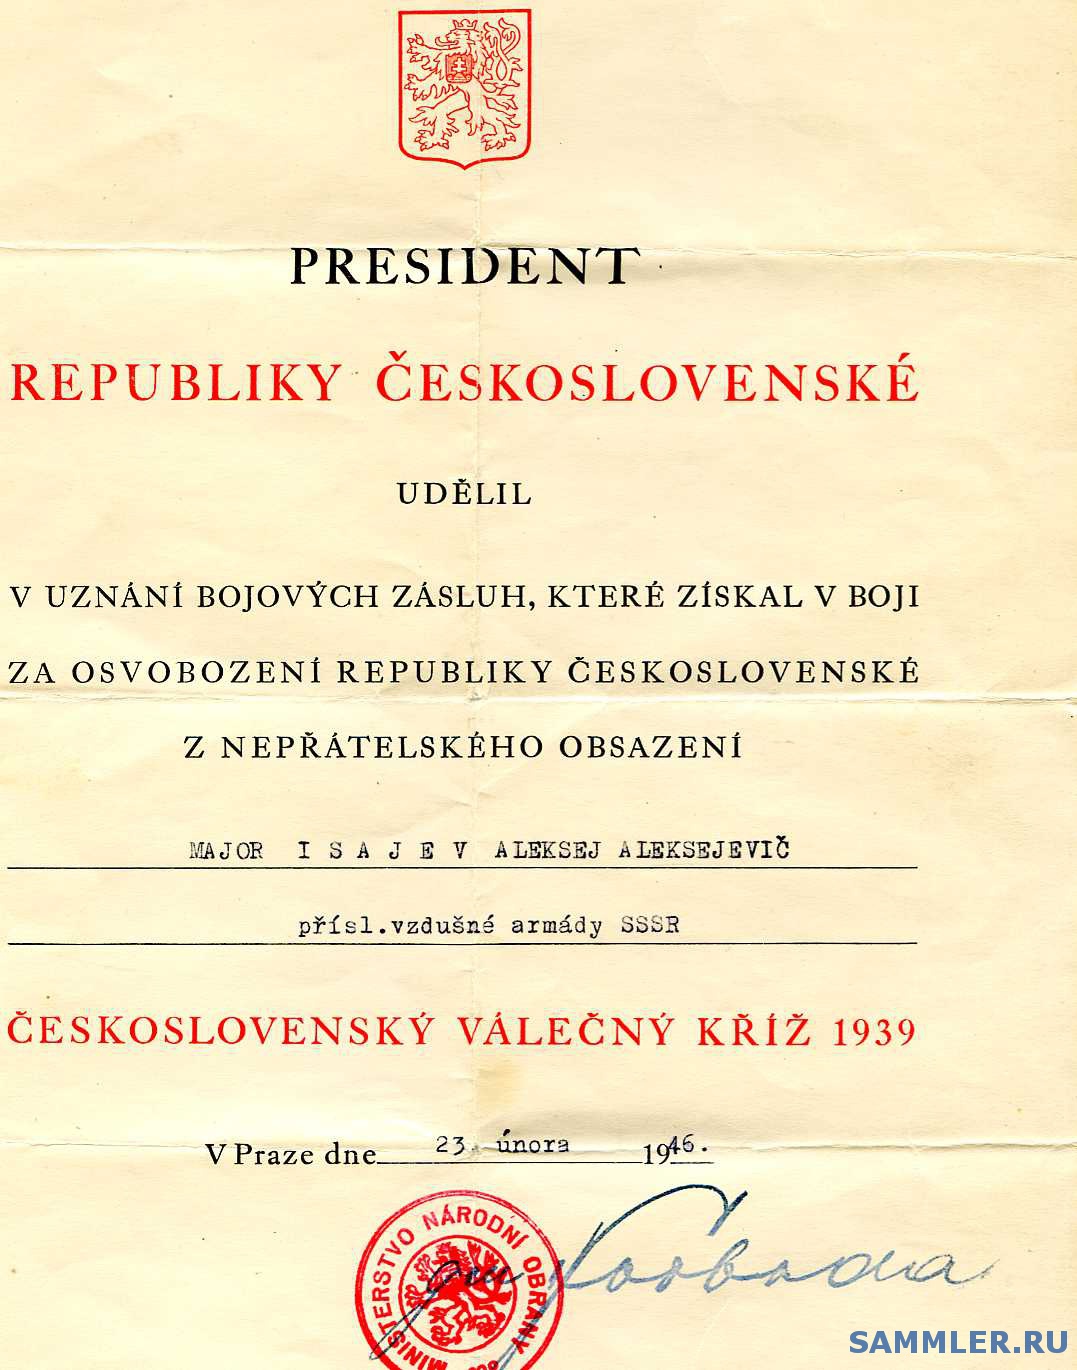 PRESIDENT
REPUBLIKY ČESKOSLOVENSKÉ
UDĚLIL
V UZNÁNÍ BOJOVÝCH ZÁSLUH, KTERÉ ZÍSKAL V BOJI
ZA OSVOBOZENÍ REPUBLIKY ČESKOSLOVENSKÉ
Z NEPŘÁTELSKÉHO OBSAZENÍ
MAJOR I S A J E V ALEKSEJ ALEKSEJEVIČ
přísl.vzdušné armády SSSR
ČESKOSLOVENSKÝ VÁLEČNÝ KŘÍŽ 1939
V Praze dne 23. února 1946.
MINISTERSTVO NÁRODNÍ OBRANY
Svoboda
SAMMLER.RU